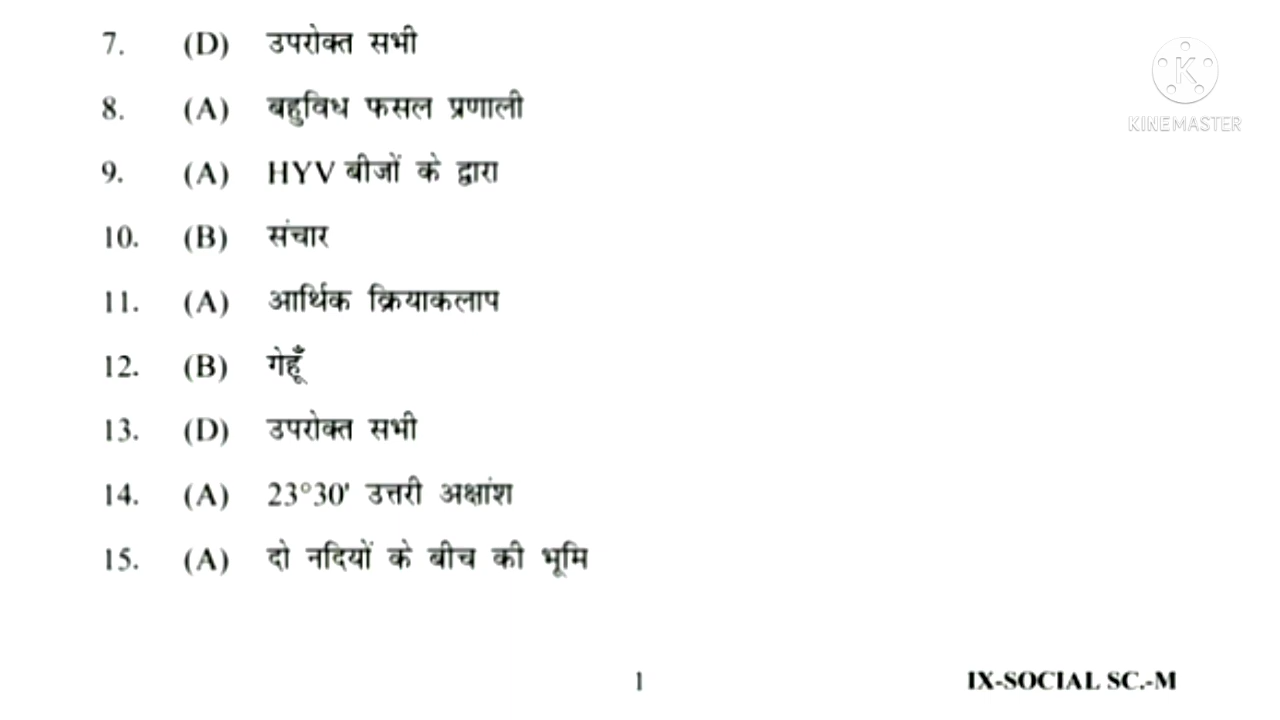 7. (D) उपरोक्त सभी
8. (A) बहुविध फसल प्रणाली
9. (A) HYV बीजों के द्वारा
10. (B) संचार
11. (A) आर्थिक क्रियाकलाप
12. (B) गेहूँ
13. (D) उपरोक्त सभी
14. (A) 23°30' उत्तरी अक्षांश
15. (A) दो नदियों के बीच की भूमि
K
KINEMASTER
1 IX-SOCIAL SC.-M